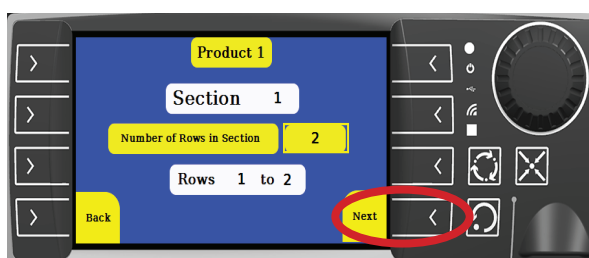 Product 1
Section 1
Number of Rows in Section 2
Rows 1 to 2
Back Next